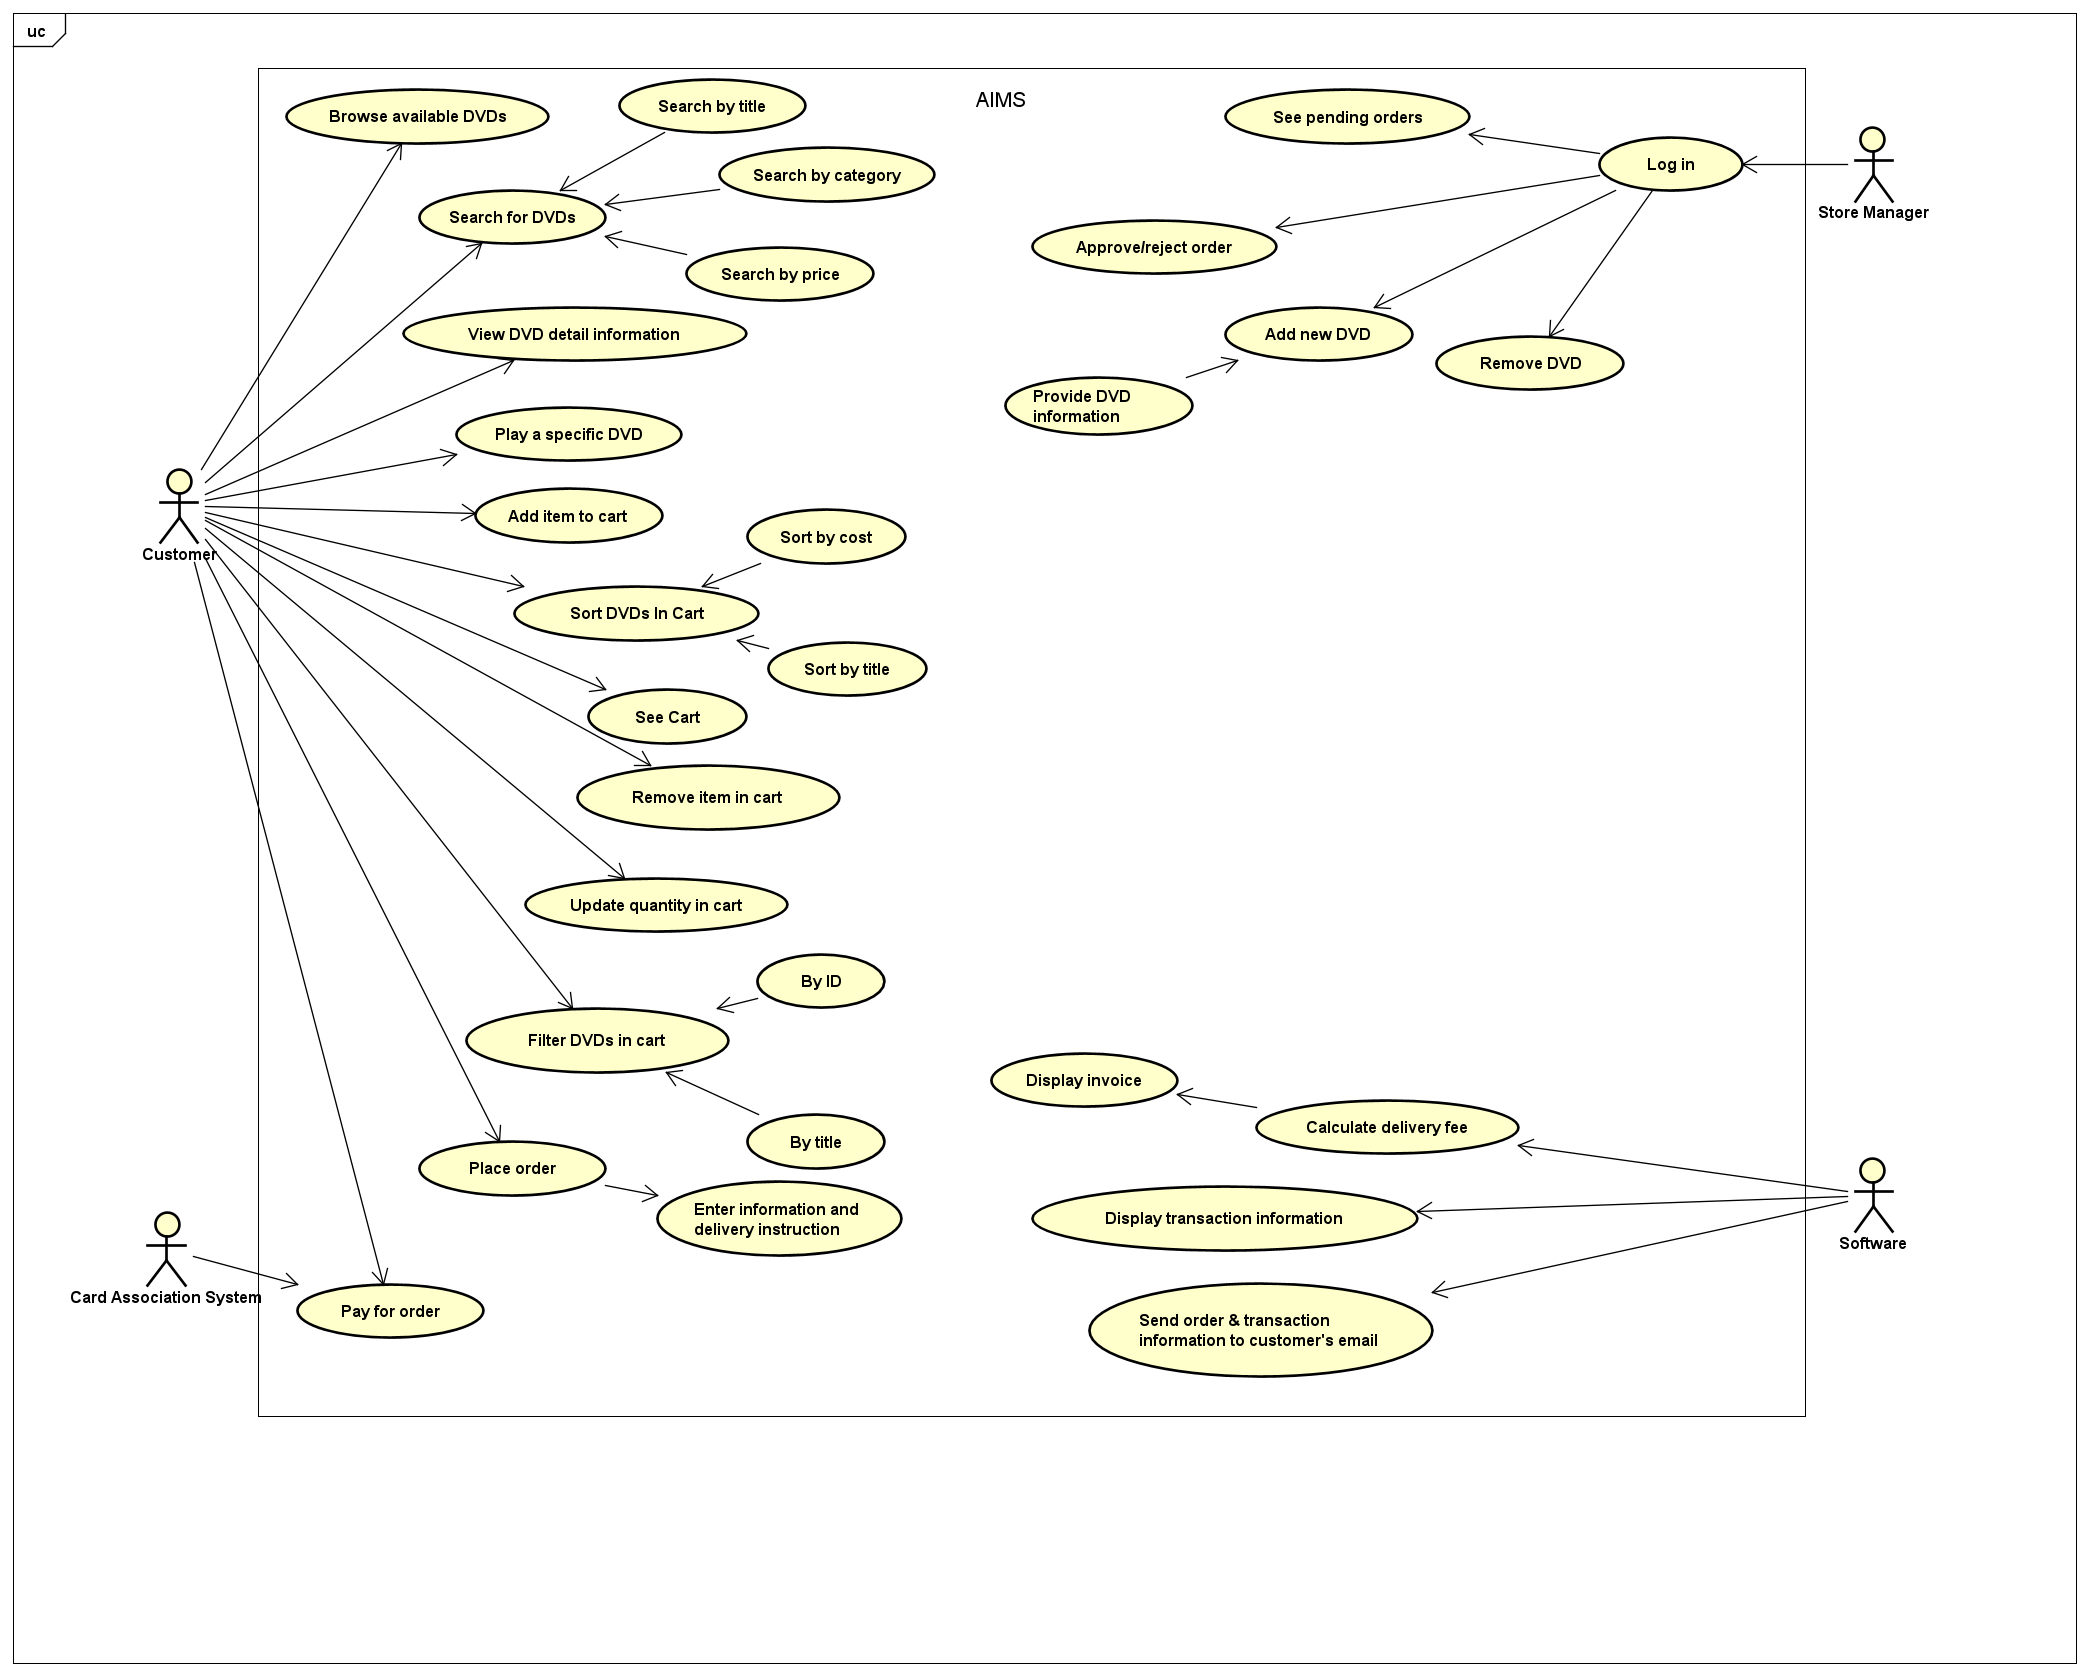 uc
AIMS
Browse available DVDs
Search by title
Search by category
Search for DVDs
Search by price
View DVD detail information
Play a specific DVD
Add item to cart
Customer
Sort by cost
Sort DVDs In Cart
Sort by title
See Cart
Remove item in cart
Update quantity in cart
By ID
Filter DVDs in cart
By title
Place order
Enter information and
delivery instruction
Card Association System
Pay for order
See pending orders
Log in
Store Manager
Approve/reject order
Add new DVD
Remove DVD
Provide DVD
information
Display invoice
Calculate delivery fee
Display transaction information
Software
Send order & transaction
information to customer's email